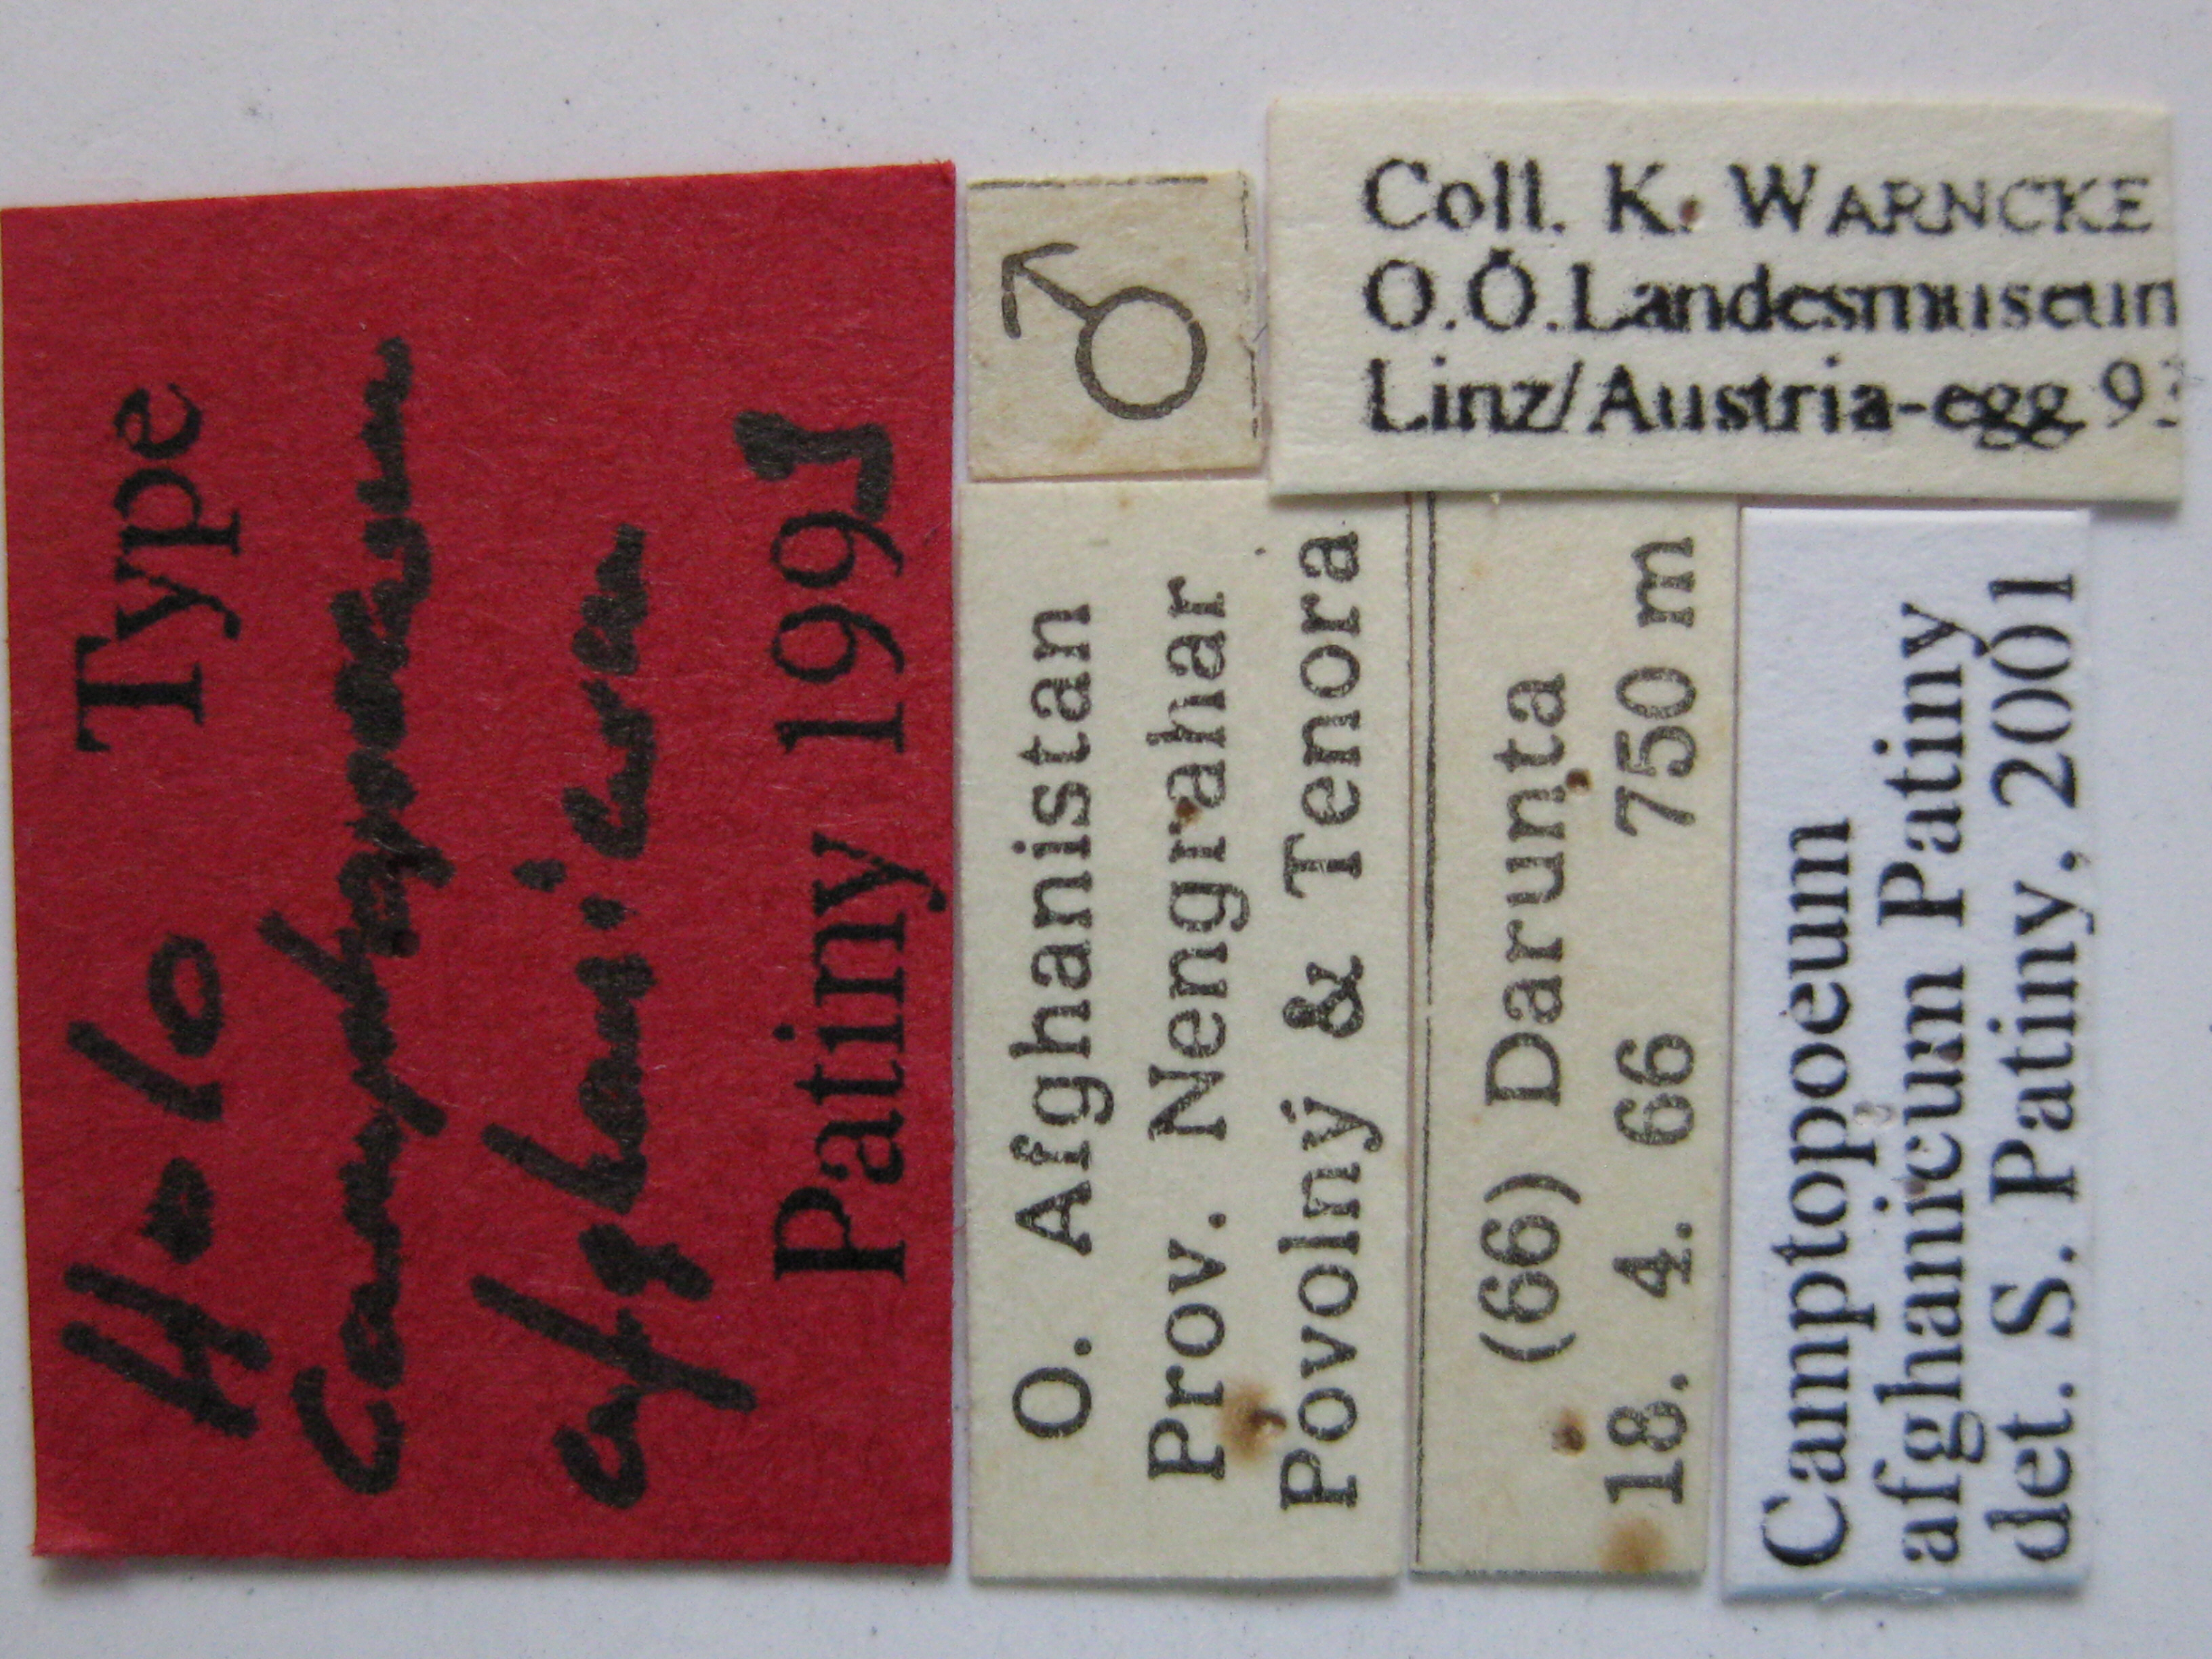 Holo Type
Camptopoeum
afghanicum
Patiny 199
♂
Coll. K. WARNCKE
O.Ö.Landesmuseum
Linz/Austria-egg 93
O. Afghanistan
Prov. Nengrahar
Povolný & Tenora
(66) Darunta
18. 4. 66 750 m
Camptopoeum
afghanicum Patiny
det. S. Patiny, 2001